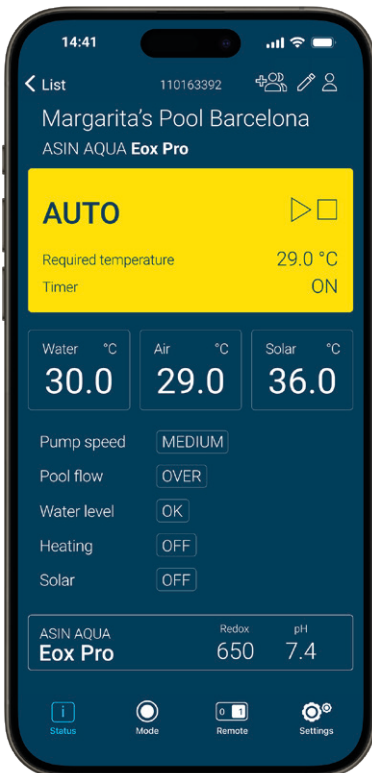 14:41
List 110163392
Margarita's Pool Barcelona
ASIN AQUA Eox Pro
AUTO
Required temperature 29.0 °C
Timer ON
Water °C Air °C Solar °C
30.0 29.0 36.0
Pump speed MEDIUM
Pool flow OVER
Water level OK
Heating OFF
Solar OFF
ASIN AQUA Redox pH
Eox Pro 650 7.4
i 0 1
Status Mode Remote Settings